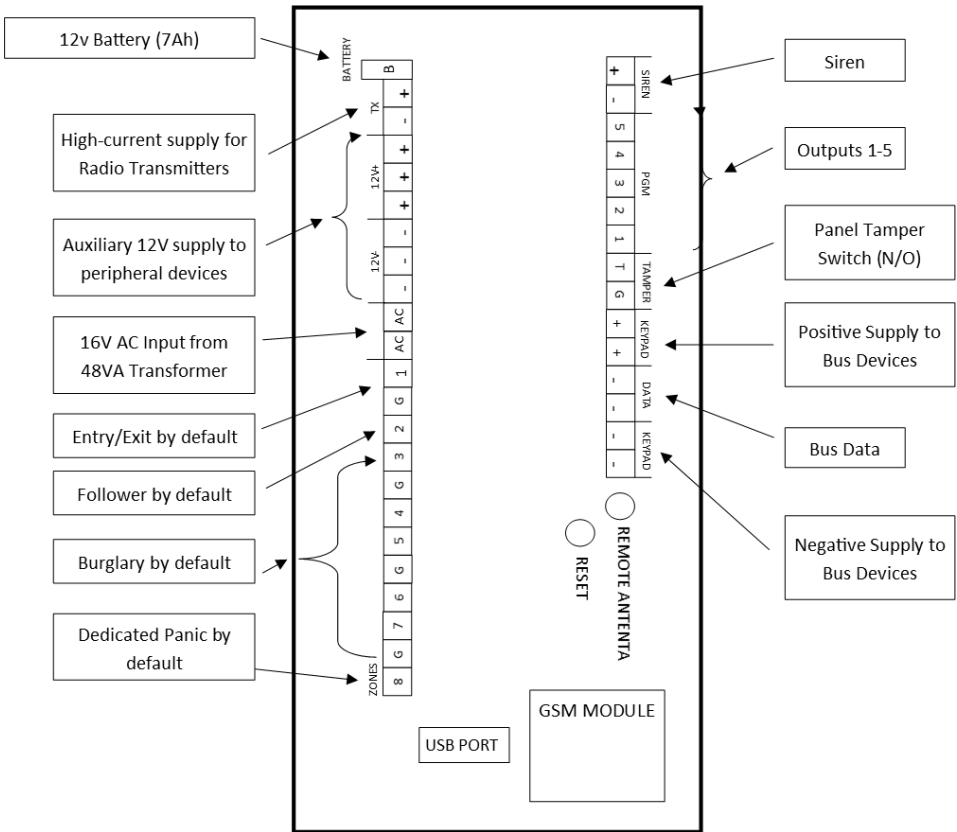 12v Battery (7Ah)
High-current supply for
Radio Transmitters
Auxiliary 12V supply to
peripheral devices
16V AC Input from
48VA Transformer
Entry/Exit by default
Follower by default
Burglary by default
Dedicated Panic by
default
BATTERY
TX
12V+
12V-
ZONES
B
+
-
+
+
+
-
-
-
AC
AC
1
G
2
3
G
4
5
G
6
7
G
8
+
-
5
4
3
2
1
T
G
+
+
-
-
-
-
SIREN
PGM
TAMPER
KEYPAD
DATA
KEYPAD
REMOTE ANTENTA
RESET
USB PORT
GSM MODULE
Siren
Outputs 1-5
Panel Tamper
Switch (N/O)
Positive Supply to
Bus Devices
Bus Data
Negative Supply to
Bus Devices